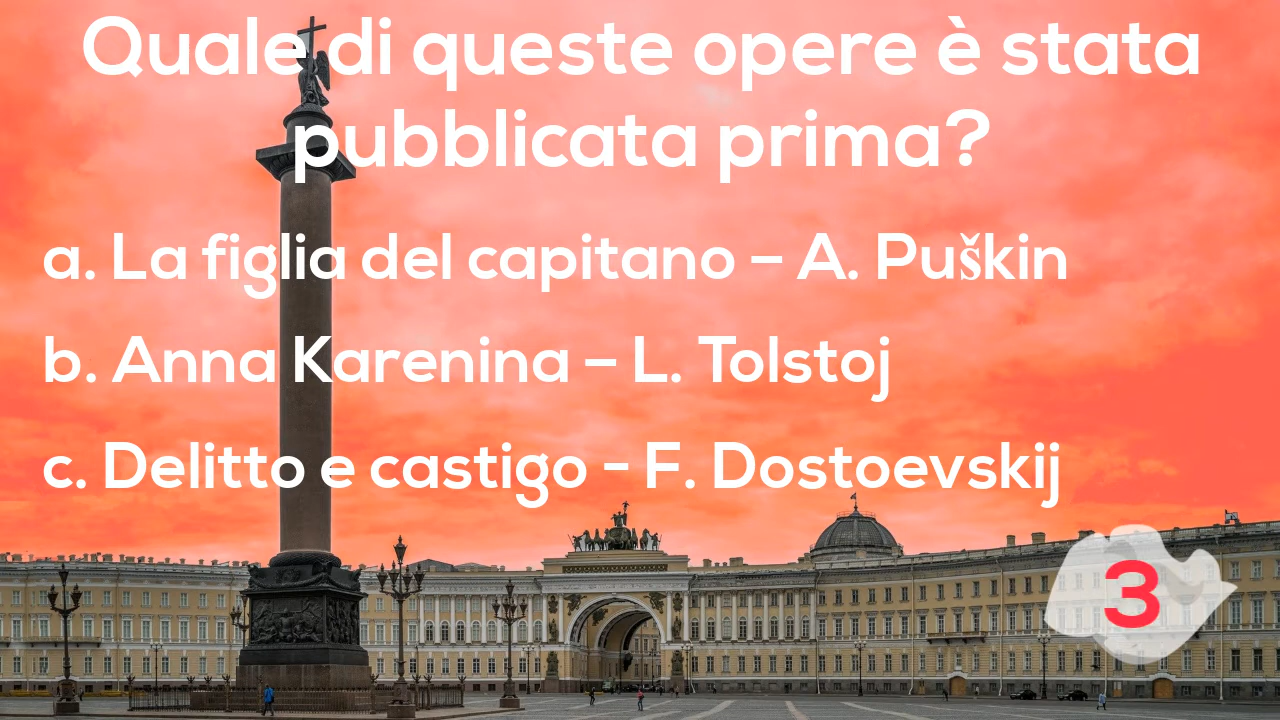 Quale di queste opere è stata
pubblicata prima?
a. La figlia del capitano – A. Puškin
b. Anna Karenina – L. Tolstoj
c. Delitto e castigo - F. Dostoevskij
3